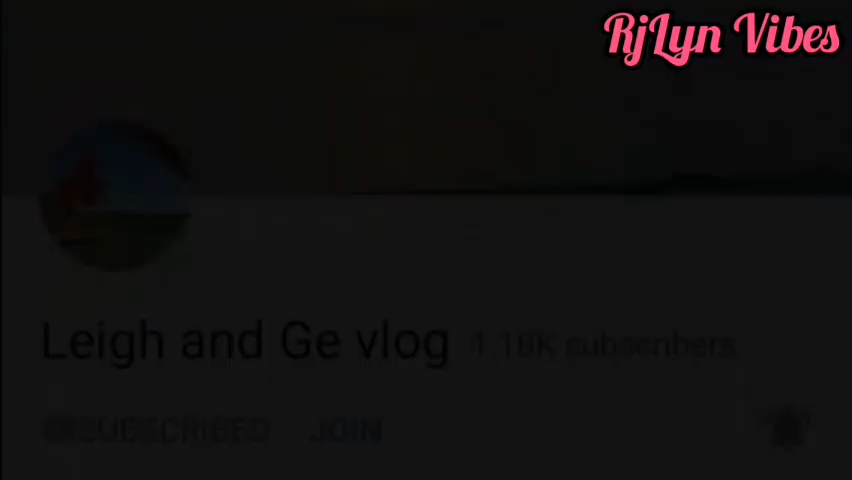 RjLyn Vibes
Leigh and Ge vlog 1.18K subscribers
SUBSCRIBED JOIN